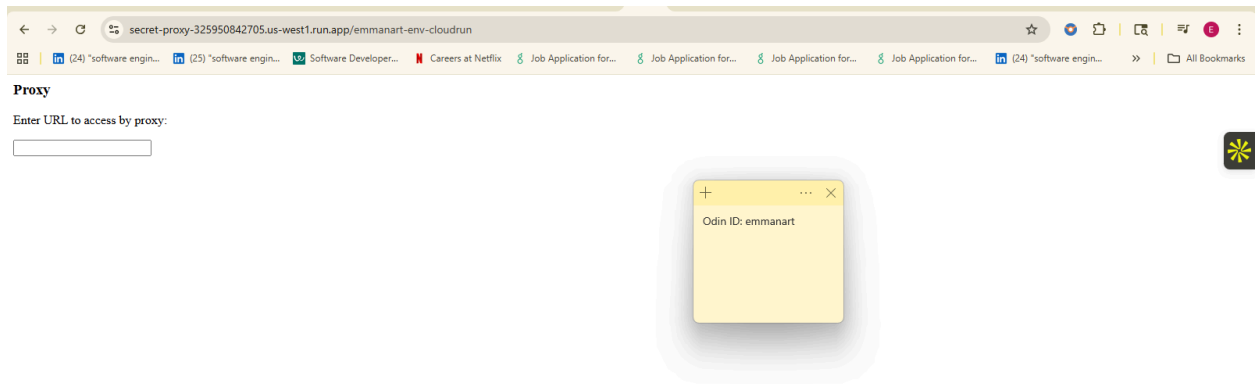 secret-proxy-325950842705.us-west1.run.app/emmanart-env-cloudrun
E
(24) "software engin...
(25) "software engin...
Software Developer...
Careers at Netflix
Job Application for...
Job Application for...
Job Application for...
Job Application for...
(24) "software engin...
All Bookmarks
Proxy
Enter URL to access by proxy:
Odin ID: emmanart